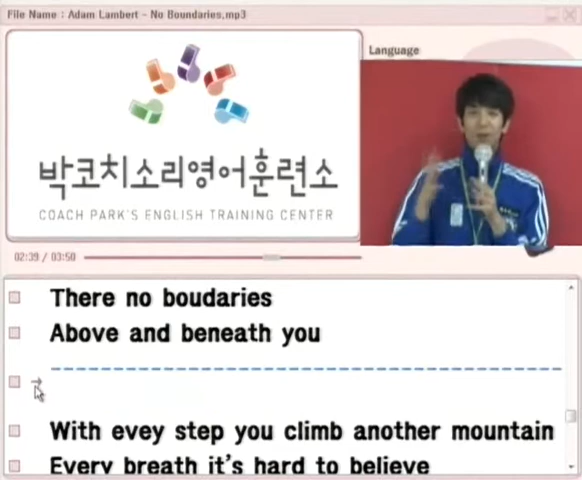 File Name : Adam Lambert - No Boundaries.mp3
Language
박코치소리영어훈련소
COACH PARK'S ENGLISH TRAINING CENTER
02:39 / 03:50
There no boudaries
Above and beneath you
With evey step you climb another mountain
Every breath it's hard to believe